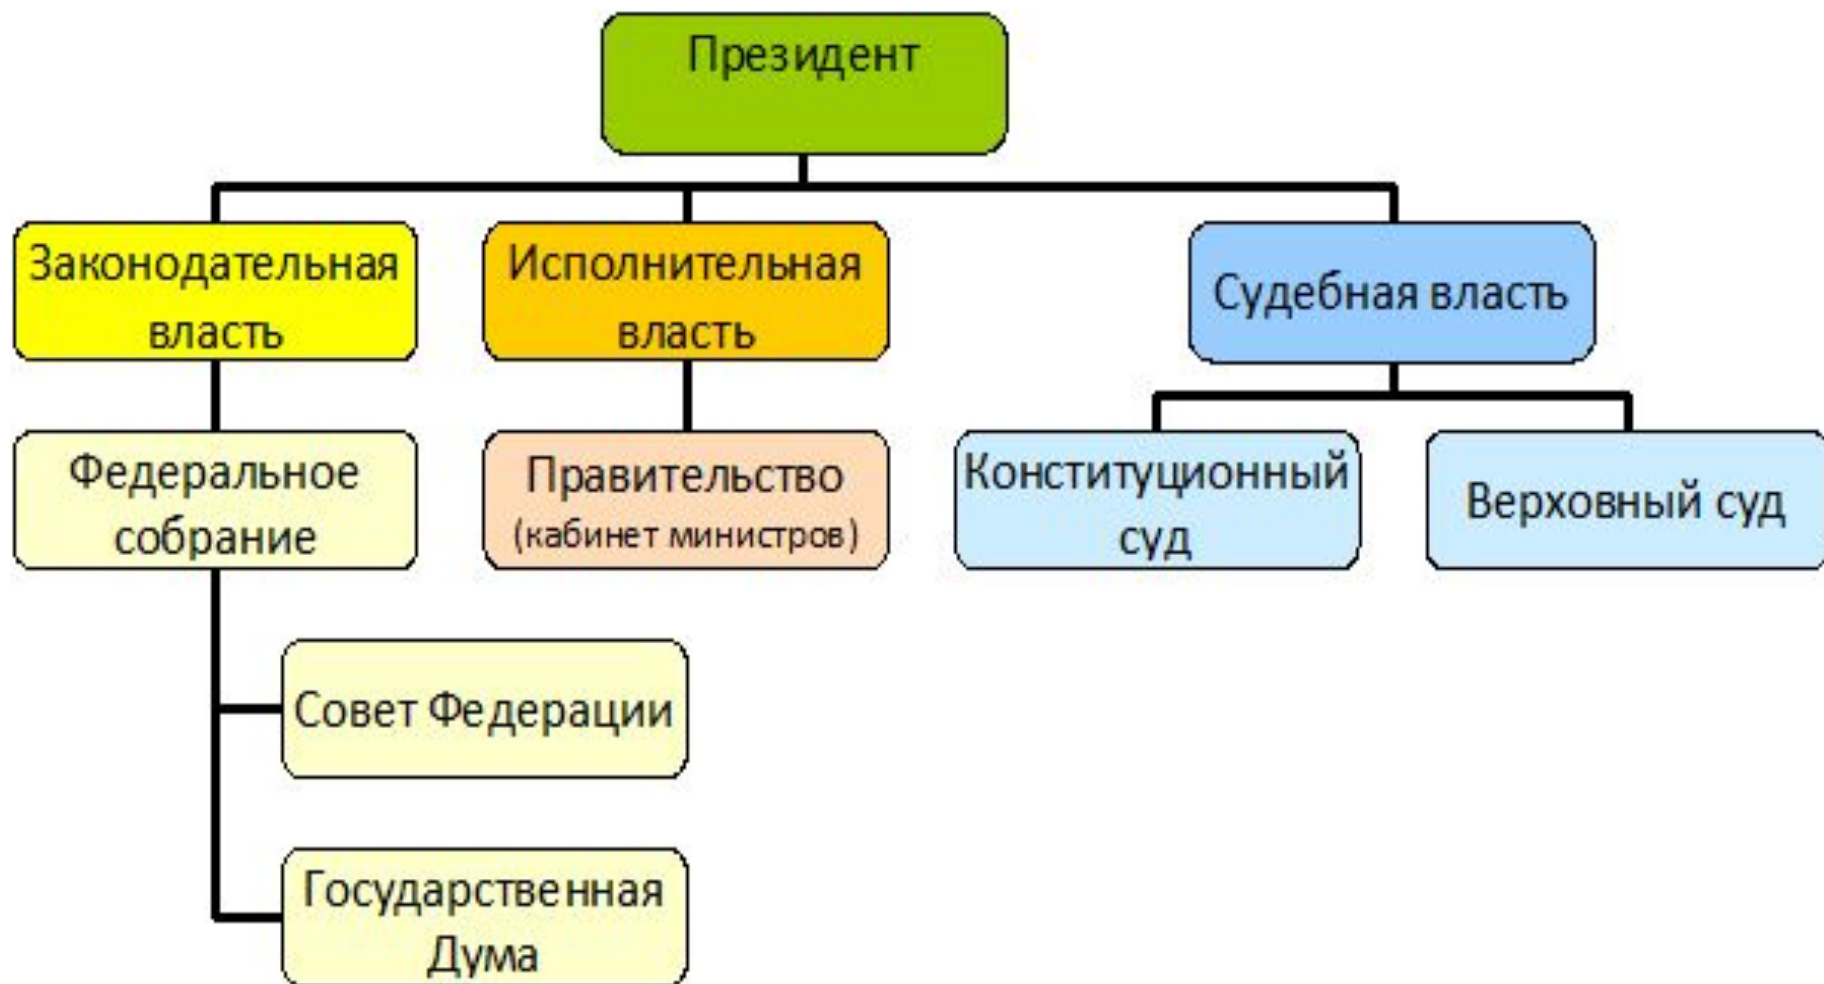 Президент
Законодательная
власть
Исполнительная
власть
Судебная власть
Федеральное
собрание
Правительство
(кабинет министров)
Конституционный
суд
Верховный суд
Совет Федерации
Государственная
Дума